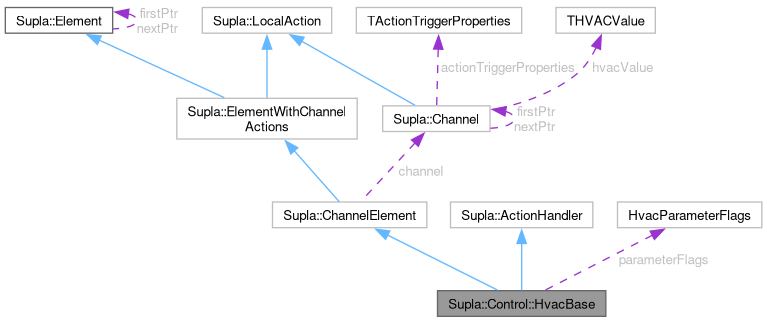 Supla::Element
firstPtr
nextPtr
Supla::LocalAction
TActionTriggerProperties
THVACValue
actionTriggerProperties
hvacValue
Supla::ElementWithChannel
Actions
Supla::Channel
firstPtr
nextPtr
channel
Supla::ChannelElement
Supla::ActionHandler
HvacParameterFlags
parameterFlags
Supla::Control::HvacBase